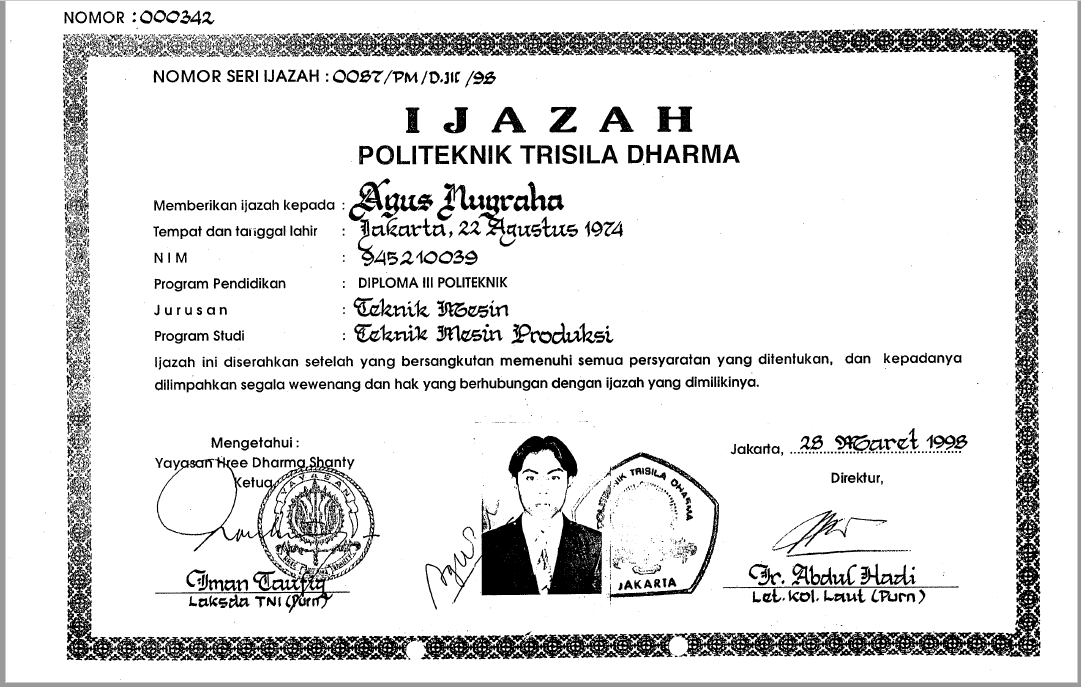 NOMOR : 000342
NOMOR SERI IJAZAH : 0087/PM/D.III/98
IJAZAH
POLITEKNIK TRISILA DHARMA
Memberikan ijazah kepada : Agus Nugraha
Tempat dan tanggal lahir : Jakarta, 22 Agustus 1974
NIM : 945210039
Program Pendidikan : DIPLOMA III POLITEKNIK
Jurusan : Teknik Mesin
Program Studi : Teknik Mesin Produksi
Ijazah ini diserahkan setelah yang bersangkutan memenuhi semua persyaratan yang ditentukan, dan kepadanya
dilimpahkan segala wewenang dan hak yang berhubungan dengan ijazah yang dimilikinya.
Mengetahui :
Yayasan Hree Dharma Shanty
Ketua,
YAYASAN
Iman Taufiq
Laksda TNI (Purn)
Agus
TRISILA DHARMA
JAKARTA
Jakarta, 28 Maret 1998
Direktur,
Ir. Abdul Hadi
Let. Kol. Laut (Purn)